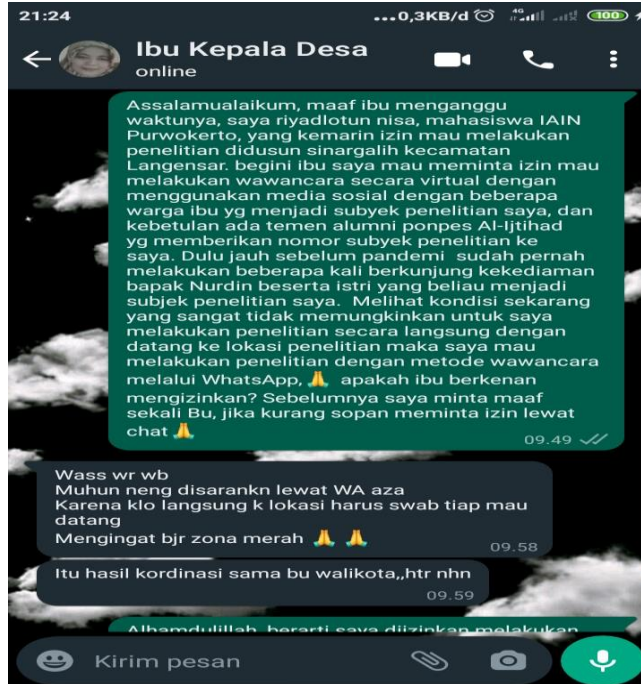 21:24
...0,3KB/d
4G
100
Ibu Kepala Desa
online
Assalamualaikum, maaf ibu menganggu
waktunya, saya riyadlotun nisa, mahasiswa IAIN
Purwokerto, yang kemarin izin mau melakukan
penelitian didusun sinargalih kecamatan
Langensar. begini ibu saya mau meminta izin mau
melakukan wawancara secara virtual dengan
menggunakan media sosial dengan beberapa
warga ibu yg menjadi subyek penelitian saya, dan
kebetulan ada temen alumni ponpes Al-Ijtihad
yg memberikan nomor subyek penelitian ke
saya. Dulu jauh sebelum pandemi sudah pernah
melakukan beberapa kali berkunjung kekediaman
bapak Nurdin beserta istri yang beliau menjadi
subjek penelitian saya. Melihat kondisi sekarang
yang sangat tidak memungkinkan untuk saya
melakukan penelitian secara langsung dengan
datang ke lokasi penelitian maka saya mau
melakukan penelitian dengan metode wawancara
melalui WhatsApp, 🙏 apakah ibu berkenan
mengizinkan? Sebelumnya saya minta maaf
sekali Bu, jika kurang sopan meminta izin lewat
chat 🙏
09.49
Wass wr wb
Muhun neng disarankn lewat WA aza
Karena klo langsung k lokasi harus swab tiap mau
datang
Mengingat bjr zona merah 🙏 🙏
09.58
Itu hasil kordinasi sama bu walikota,,htr nhn
09.59
Alhamdulillah, berarti saya diizinkan melakukan
Kirim pesan